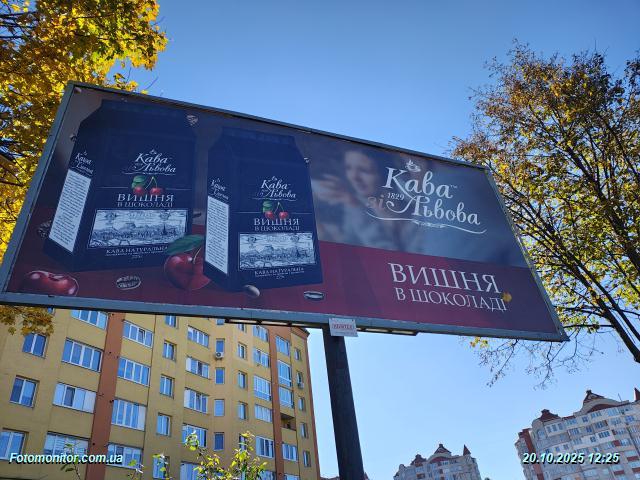 Кава
1829
Львова
ВИШНЯ
В ШОКОЛАДІ
Кава
Львова
ВИШНЯ
В ШОКОЛАДІ
КАВА НАТУРАЛЬНА
Кава
Львова
ВИШНЯ
В ШОКОЛАДІ
КАВА НАТУРАЛЬНА
Fotomonitor.com.ua
20.10.2025 12:25